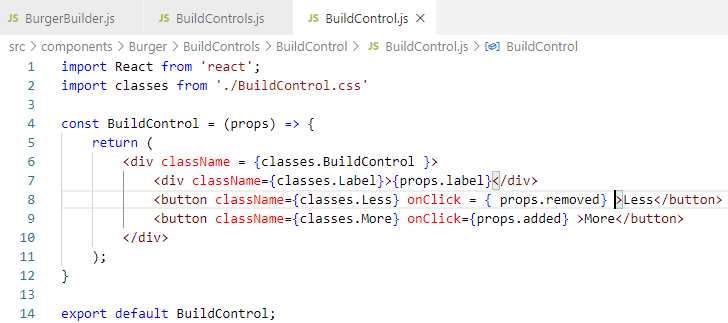 JS BurgerBuilder.js JS BuildControls.js JS BuildControl.js ×
src > components > Burger > BuildControls > BuildControl > JS BuildControl.js > BuildControl
1 import React from 'react';
2 import classes from './BuildControl.css'
3
4 const BuildControl = (props) => {
5     return (
6         <div className = {classes.BuildControl }>
7             <div className={classes.Label}>{props.label}</div>
8             <button className={classes.Less} onClick = { props.removed} >Less</button>
9             <button className={classes.More} onClick={props.added} >More</button>
10         </div>
11     );
12 }
13
14 export default BuildControl;